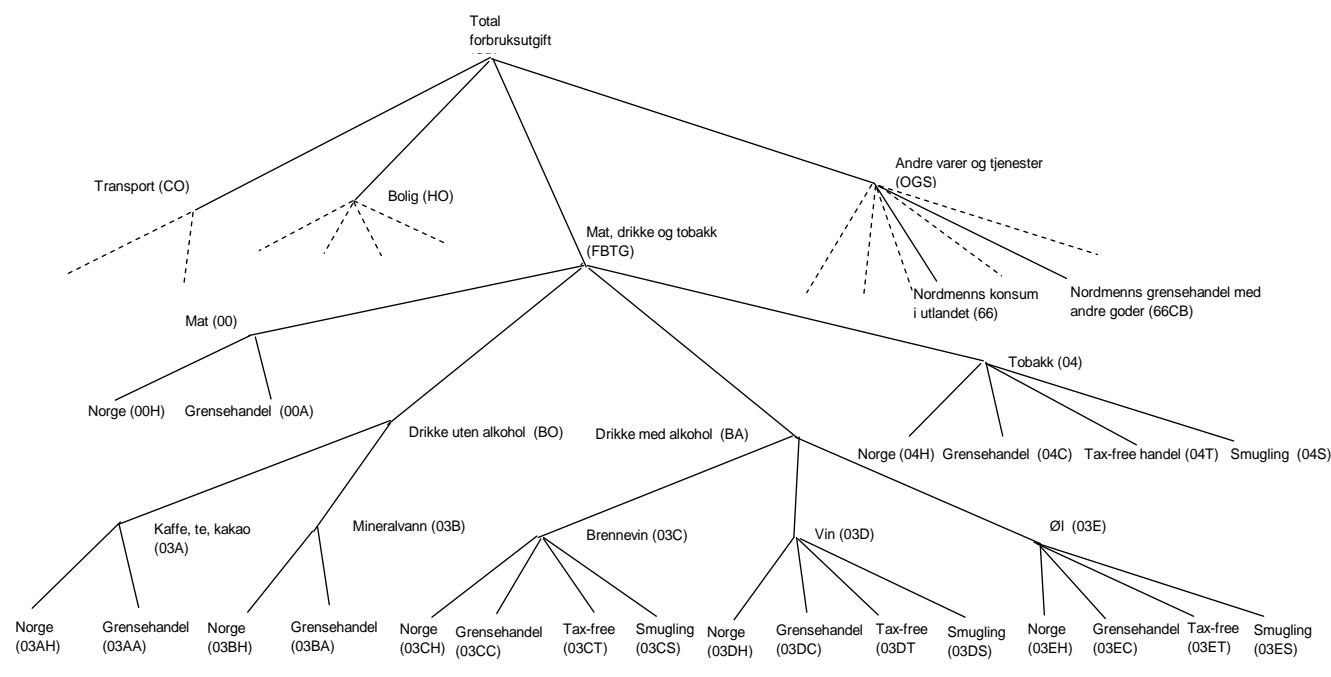 Total
forbruksutgift
Andre varer og tjenester
(OGS)
Transport (CO)
Bolig (HO)
Mat, drikke og tobakk
(FBTG)
Nordmenns konsum
i utlandet (66)
Nordmenns grensehandel med
andre goder (66CB)
Mat (00)
Tobakk (04)
Norge (00H)
Grensehandel (00A)
Drikke uten alkohol (BO)
Drikke med alkohol (BA)
Norge (04H)
Grensehandel (04C)
Tax-free handel (04T)
Smugling (04S)
Kaffe, te, kakao
(03A)
Mineralvann (03B)
Brennevin (03C)
Vin (03D)
Øl (03E)
Norge
(03AH)
Grensehandel
(03AA)
Norge
(03BH)
Grensehandel
(03BA)
Norge
(03CH)
Grensehandel
(03CC)
Tax-free
(03CT)
Smugling
(03CS)
Norge
(03DH)
Grensehandel
(03DC)
Tax-free
(03DT
Smugling
(03DS)
Norge
(03EH)
Grensehandel
(03EC)
Tax-free
(03ET)
Smugling
(03ES)